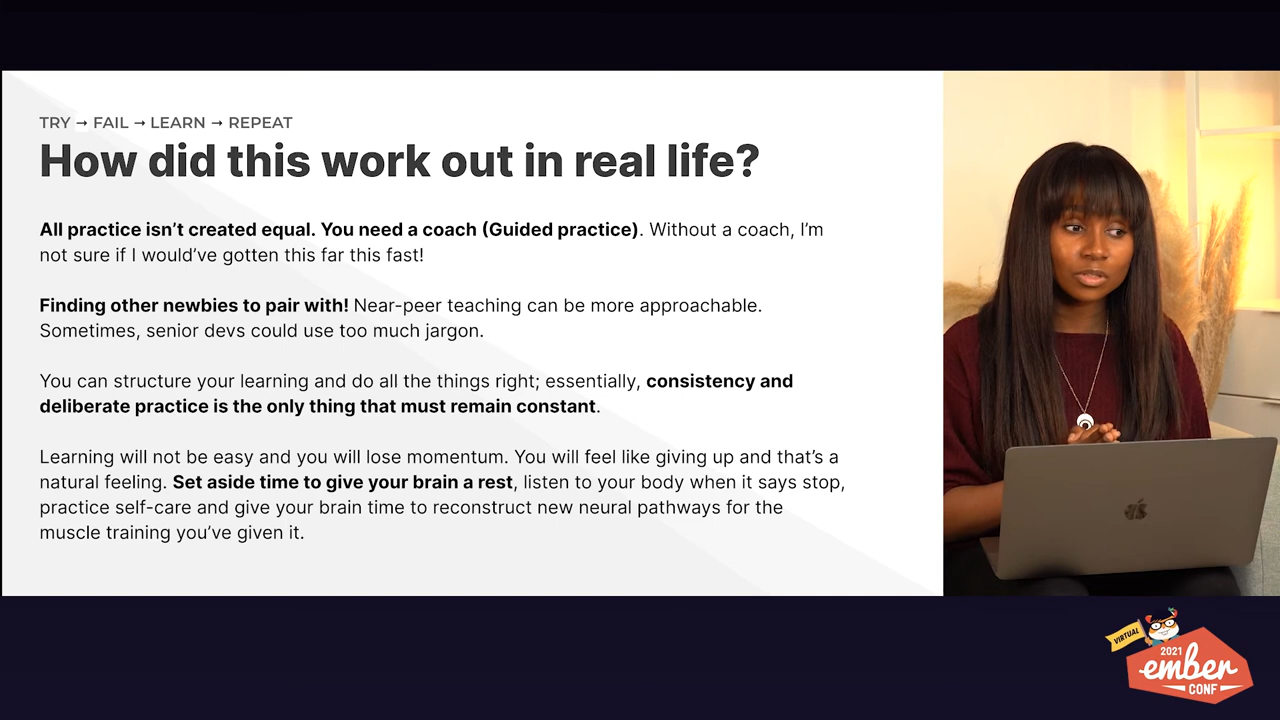 TRY → FAIL → LEARN → REPEAT
How did this work out in real life?
All practice isn’t created equal. You need a coach (Guided practice). Without a coach, I’m
not sure if I would’ve gotten this far this fast!
Finding other newbies to pair with! Near-peer teaching can be more approachable.
Sometimes, senior devs could use too much jargon.
You can structure your learning and do all the things right; essentially, consistency and
deliberate practice is the only thing that must remain constant.
Learning will not be easy and you will lose momentum. You will feel like giving up and that’s a
natural feeling. Set aside time to give your brain a rest, listen to your body when it says stop,
practice self-care and give your brain time to reconstruct new neural pathways for the
muscle training you’ve given it.
VIRTUAL
2021
ember
CONF